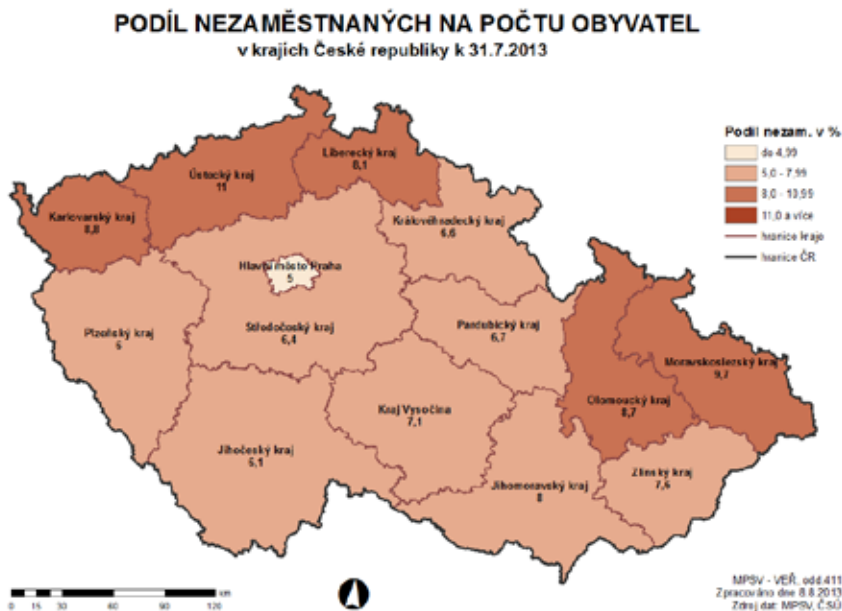 PODÍL NEZAMĚSTNANÝCH NA POČTU OBYVATEL
v krajích České republiky k 31.7.2013
Podíl nezam. v %
do 4,99
5,0 - 7,99
8,0 - 10,99
11,0 a více
hranice kraje
hranice ČR
Liberecký kraj
8,1
Ústecký kraj
11
Karlovarský kraj
8,8
Královéhradecký kraj
6,6
Hlavní město Praha
5
Středočeský kraj
6,4
Plzeňský kraj
6
Pardubický kraj
6,7
Moravskoslezský kraj
9,7
Olomoucký kraj
8,7
Kraj Vysočina
7,1
Jihočeský kraj
Zlínský kraj
Jihomoravský kraj
8
0 15 30 60 90 120 km
MPSV - VEŘ. odd.411
Zpracováno dne 8.8.2013
Zdroj dat: MPSV, ČSÚ